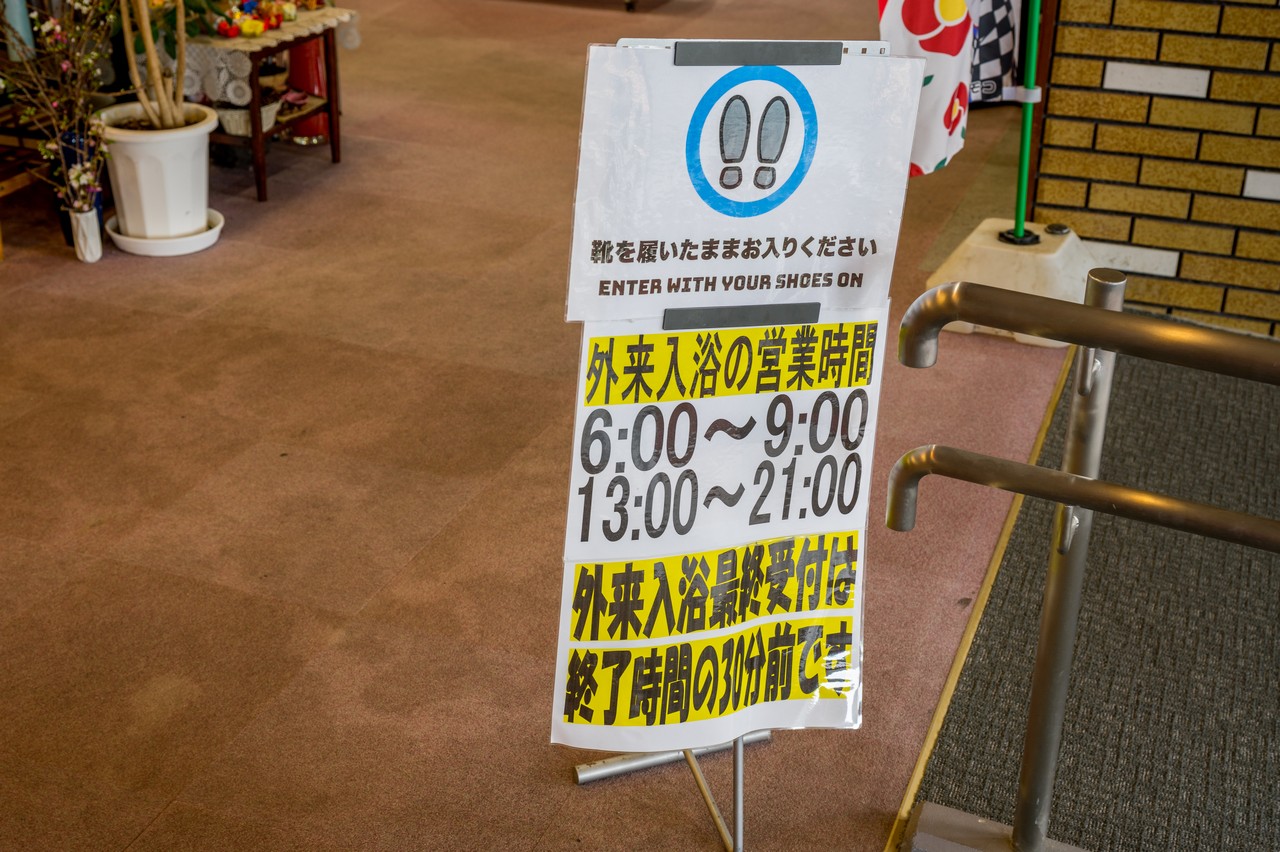 靴を履いたままお入りください
ENTER WITH YOUR SHOES ON
外来入浴の営業時間
6:00〜9:00
13:00〜21:00
外来入浴最終受付は
終了時間の30分前です